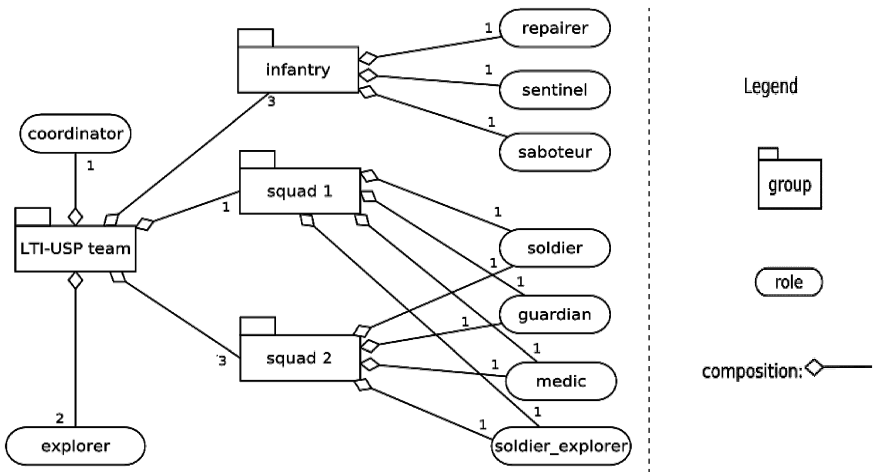 repairer
1
infantry
1
sentinel
3
1
saboteur
coordinator
1
squad 1
1
1
soldier
LTI-USP team
1
1
guardian
1
squad 2
3
1
medic
1
1
1
2
explorer
soldier_explorer
Legend
group
role
composition: